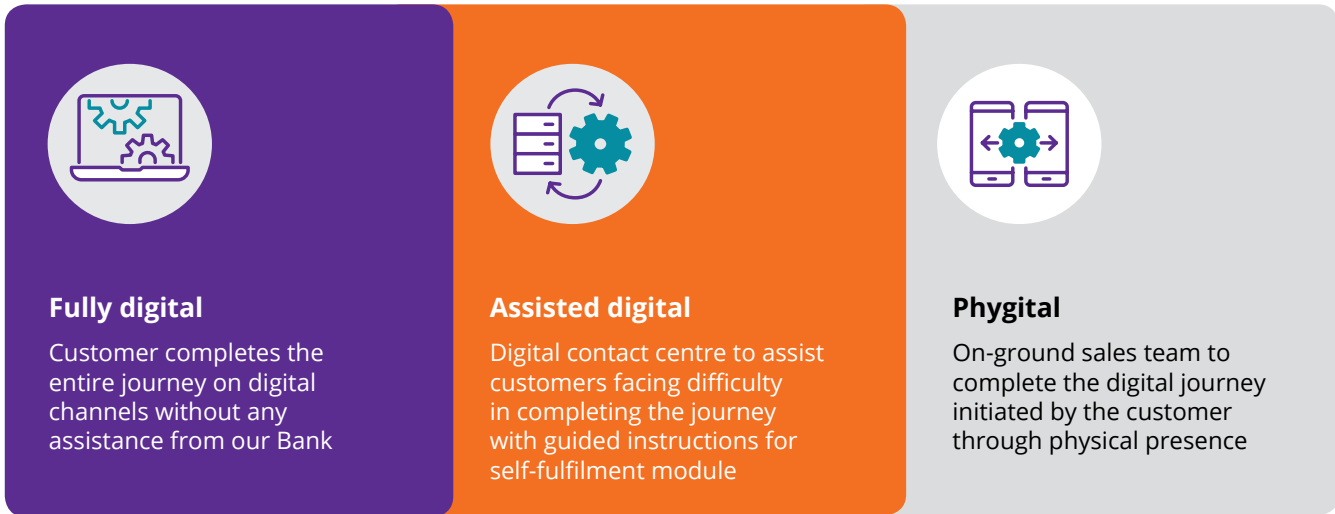 Fully digital
Customer completes the
entire journey on digital
channels without any
assistance from our Bank
Assisted digital
Digital contact centre to assist
customers facing difficulty
in completing the journey
with guided instructions for
self-fulfilment module
Phygital
On-ground sales team to
complete the digital journey
initiated by the customer
through physical presence